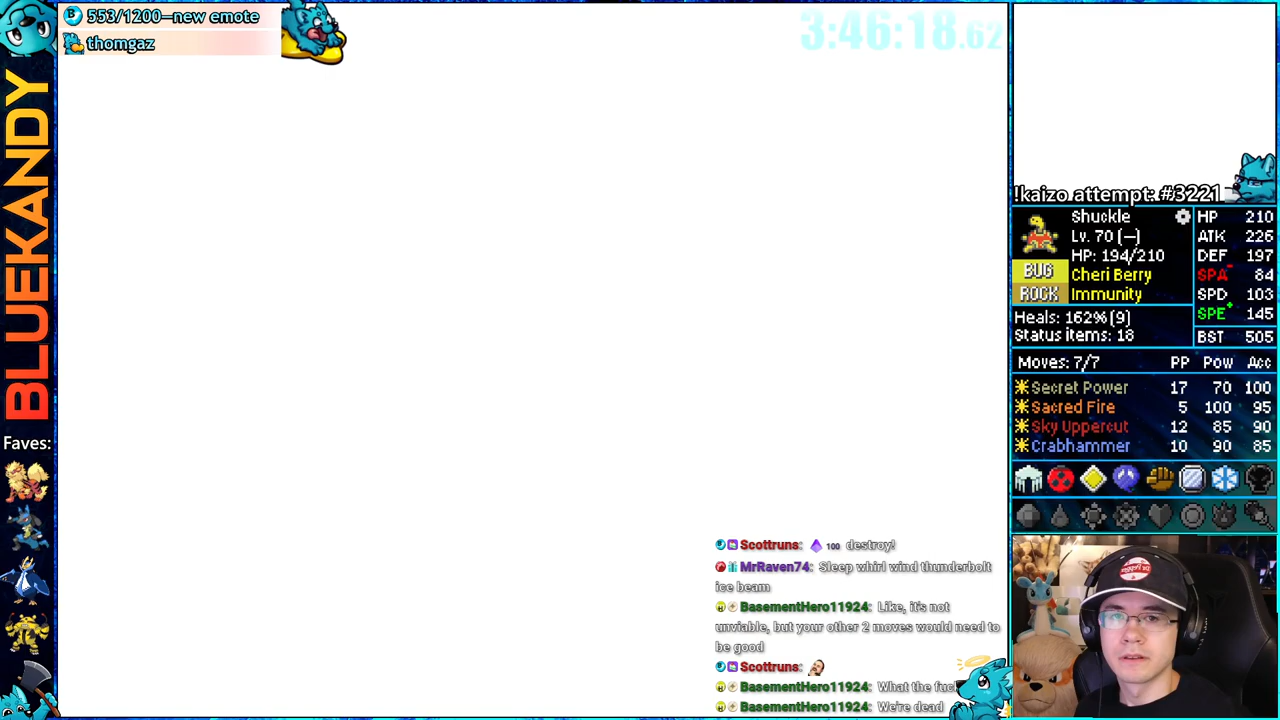 553/1200—new emote
thomgaz
3:46:18.62
BLUEKANDY
Faves:
!kaizo attempt: #3221
Shuckle
Lv. 70 (—)
HP: 194/210
BUG
ROCK
Cheri Berry
Immunity
Heals: 162% (9)
Status items: 18
HP 210
ATK 226
DEF 197
SPA 84
SPD 103
SPE 145
BST 505
Moves: 7/7 PP Pow Acc
Secret Power 17 70 100
Sacred Fire 5 100 95
Sky Uppercut 12 85 90
Crabhammer 10 90 85
Scottruns: 100 destroy!
MrRaven74: Sleep whirl wind thunderbolt
ice beam
BasementHero11924: Like, it's not
unviable, but your other 2 moves would need to
be good
Scottruns:
BasementHero11924: What the fuc
BasementHero11924: We're dead